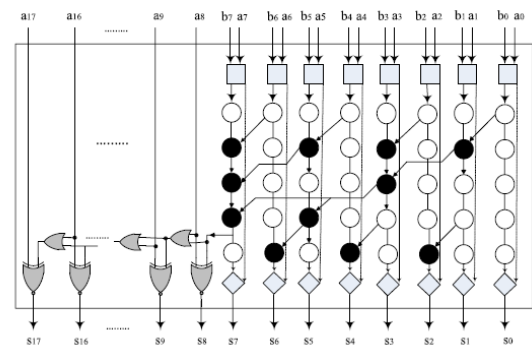 a17 a16 ........ a9 a8 b7 a7 b6 a6 b5 a5 b4 a4 b3 a3 b2 a2 b1 a1 b0 a0
s17 s16 ........ s9 s8 s7 s6 s5 s4 s3 s2 s1 s0